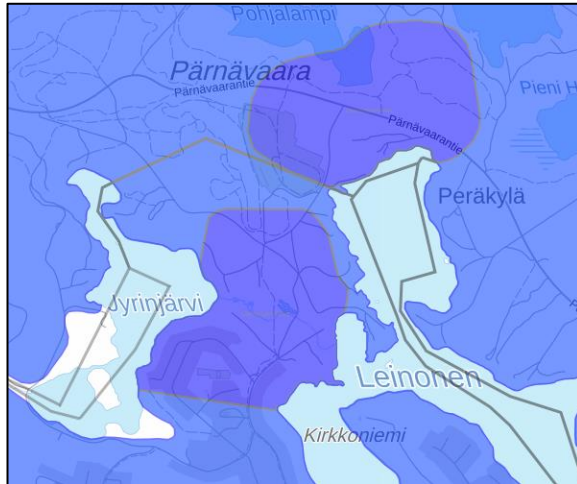 Pohjalampi
Pärnävaara
Pärnävaarantie
Pieni H
Pärnävaarantie
Peräkylä
Jyrinjärvi
Leinonen
Kirkkoniemi